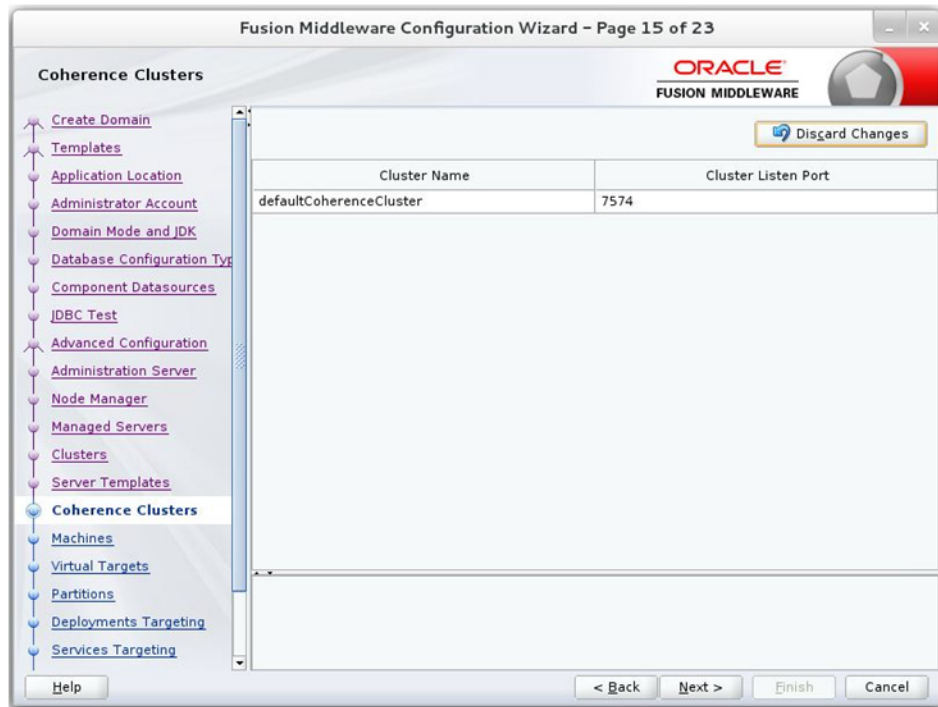 Fusion Middleware Configuration Wizard - Page 15 of 23
Coherence Clusters
ORACLE
FUSION MIDDLEWARE
Create Domain
Templates
Application Location
Administrator Account
Domain Mode and JDK
Database Configuration Typ
Component Datasources
JDBC Test
Advanced Configuration
Administration Server
Node Manager
Managed Servers
Clusters
Server Templates
Coherence Clusters
Machines
Virtual Targets
Partitions
Deployments Targeting
Services Targeting
Discard Changes
Cluster Name Cluster Listen Port
defaultCoherenceCluster 7574
Help < Back Next > Finish Cancel